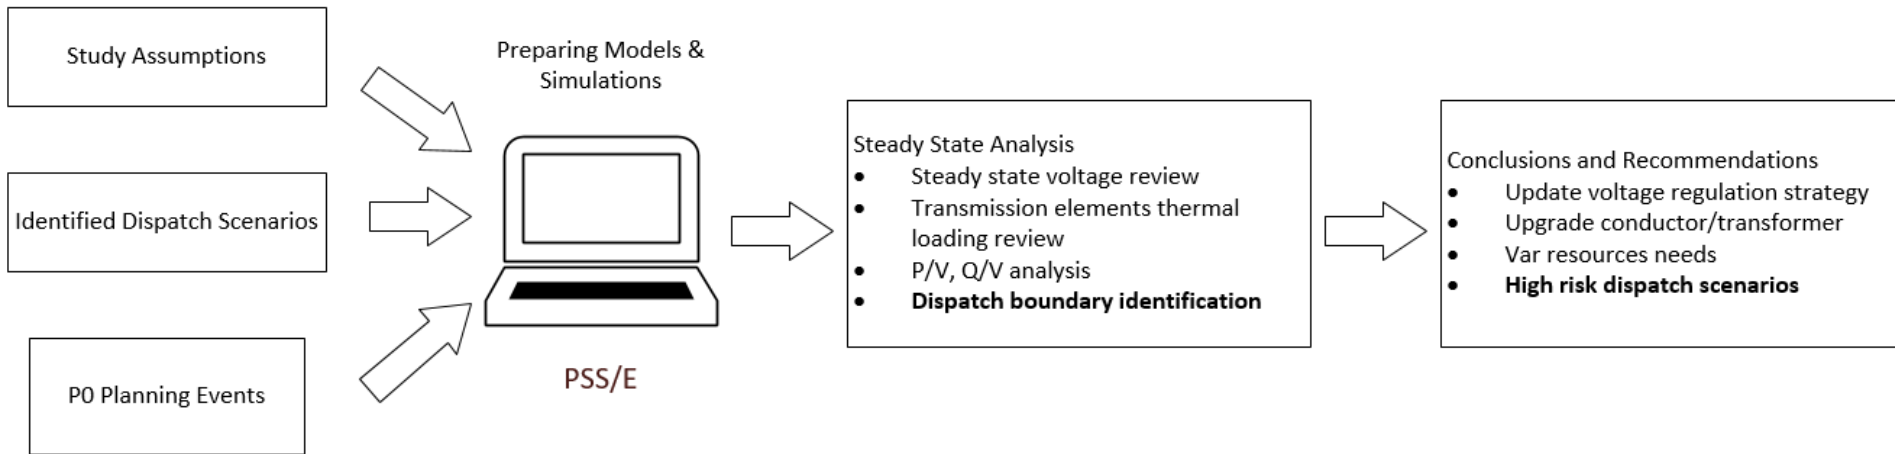 Study Assumptions
Identified Dispatch Scenarios
P0 Planning Events
Preparing Models &
Simulations
PSS/E
Steady State Analysis
• Steady state voltage review
• Transmission elements thermal
loading review
• P/V, Q/V analysis
• Dispatch boundary identification
Conclusions and Recommendations
• Update voltage regulation strategy
• Upgrade conductor/transformer
• Var resources needs
• High risk dispatch scenarios